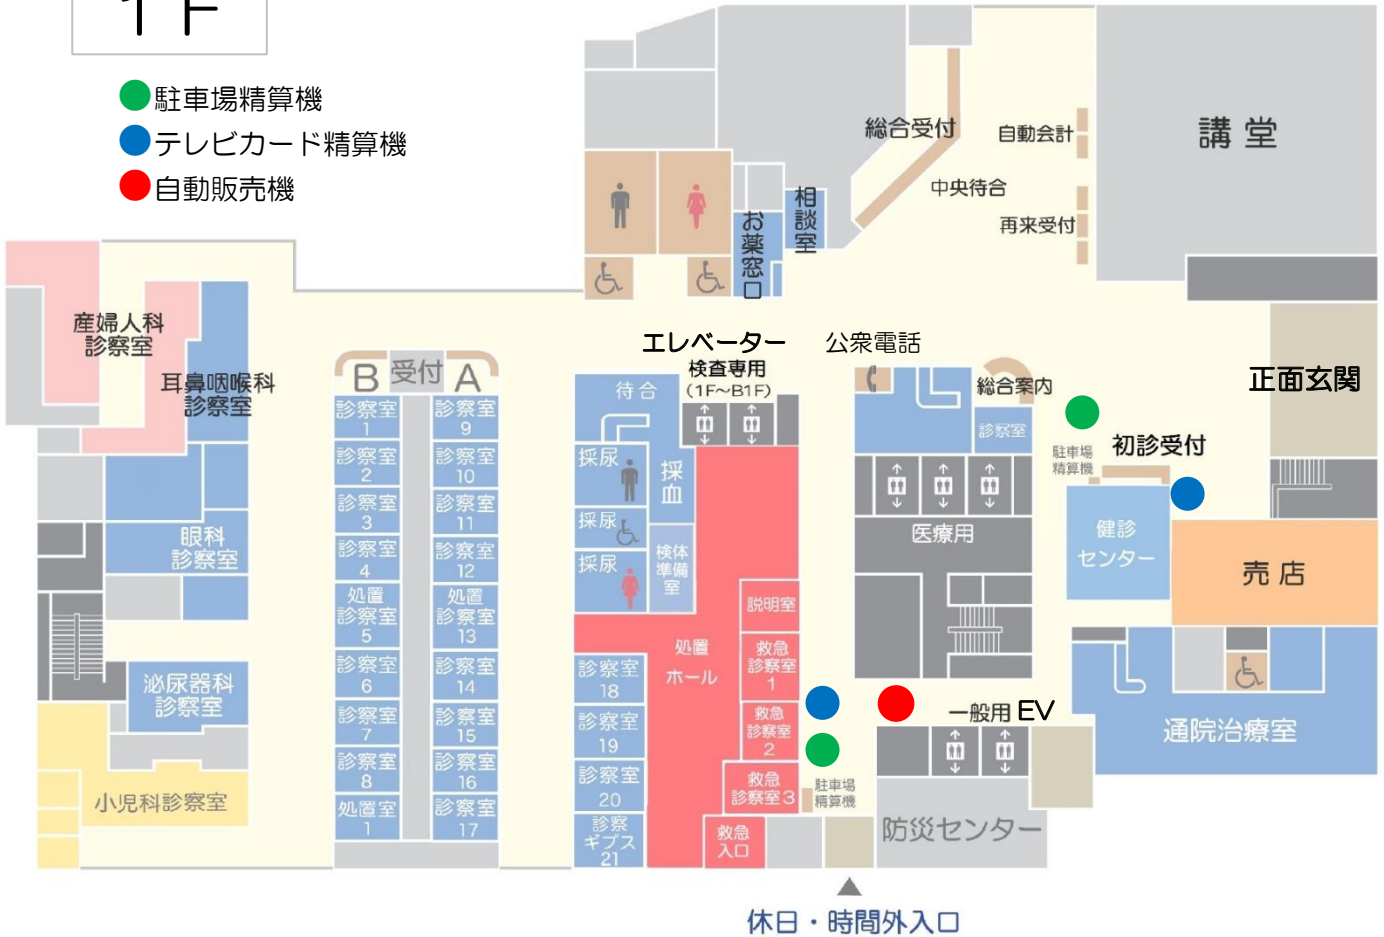 1F
駐車場精算機
テレビカード精算機
自動販売機
総合受付
自動会計
講堂
中央待合
再来受付
相談室
お薬窓口
産婦人科
診察室
耳鼻咽喉科
診察室
エレベーター
検査専用
(1F〜B1F)
公衆電話
総合案内
診察室
正面玄関
B 受付 A
待合
採血
採尿
採尿
採尿
検体
準備
室
診察室
1
診察室
2
診察室
3
診察室
4
処置
診察室
5
診察室
6
診察室
7
診察室
8
処置室
1
診察室
9
診察室
10
診察室
11
診察室
12
処置
診察室
13
診察室
14
診察室
15
診察室
16
診察室
17
眼科
診察室
泌尿器科
診察室
小児科診察室
診察室
18
診察室
19
診察室
20
診察
ギプス
21
処置
ホール
説明室
救急
診察室
1
救急
診察室
2
救急
診察室3
救急
入口
駐車場
精算機
医療用
駐車場
精算機
初診受付
健診
センター
売店
一般用 EV
通院治療室
防災センター
休日・時間外入口